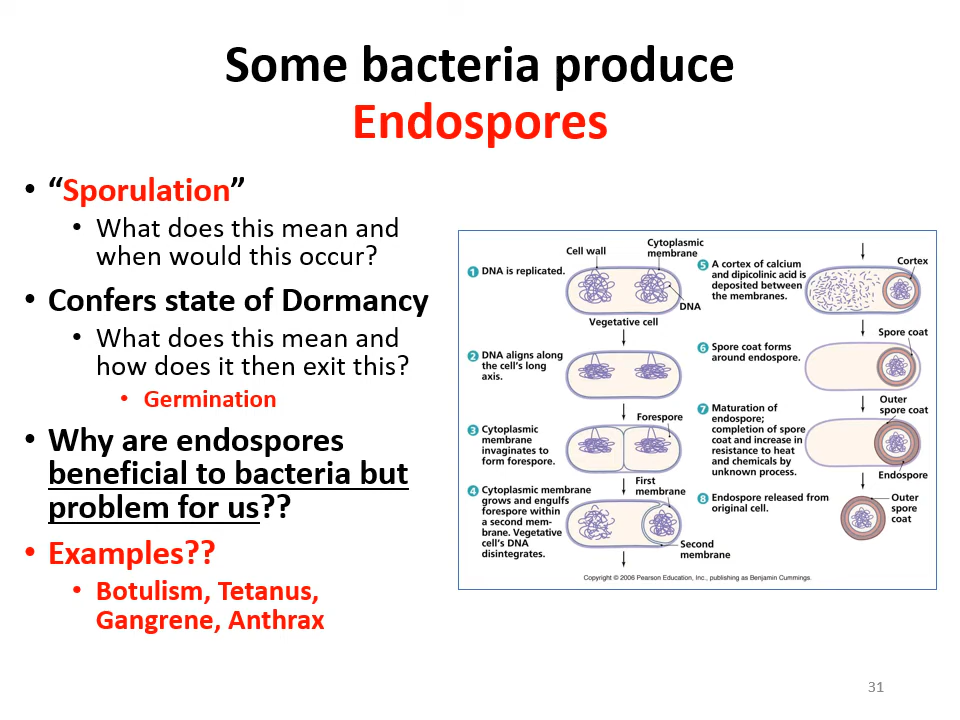 Some bacteria produce
Endospores
• “Sporulation”
• What does this mean and
when would this occur?
• Confers state of Dormancy
• What does this mean and
how does it then exit this?
• Germination
• Why are endospores
beneficial to bacteria but
problem for us??
• Examples??
• Botulism, Tetanus,
Gangrene, Anthrax
Cell wall
Cytoplasmic
membrane
1 DNA is replicated.
DNA
Vegetative cell
2 DNA aligns along
the cell's long
axis.
Forespore
3 Cytoplasmic
membrane
invaginates to
form forespore.
First
membrane
4 Cytoplasmic membrane
grows and engulfs
forespore within
a second mem-
brane. Vegetative
cell's DNA
disintegrates.
Second
membrane
5 A cortex of calcium
and dipicolinic acid is
deposited between
the membranes.
Cortex
Spore coat
6 Spore coat forms
around endospore.
Outer
spore coat
7 Maturation of
endospore;
completion of spore
coat and increase in
resistance to heat
and chemicals by
unknown process.
Endospore
8 Endospore released from
original cell.
Outer
spore
coat
Copyright © 2006 Pearson Education, Inc., publishing as Benjamin Cummings.
31